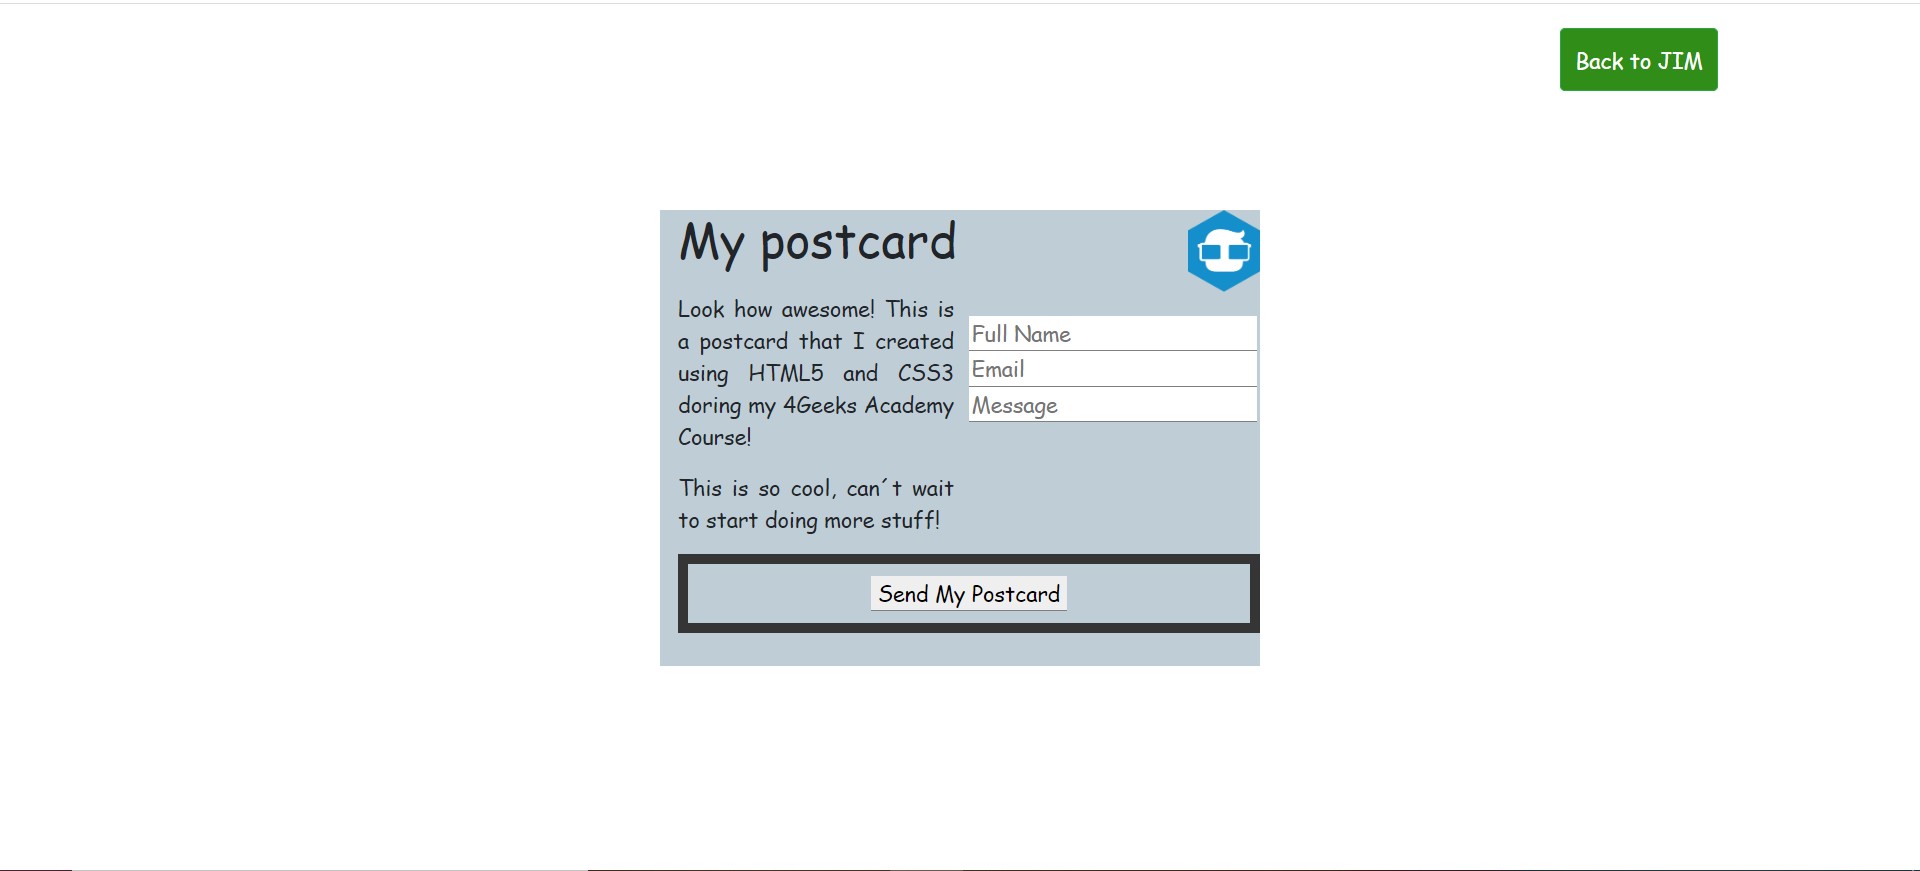 Back to JIM
My postcard
Look how awesome! This is
a postcard that I created
using HTML5 and CSS3
doring my 4Geeks Academy
Course!
This is so cool, can´t wait
to start doing more stuff!
Full Name
Email
Message
Send My Postcard